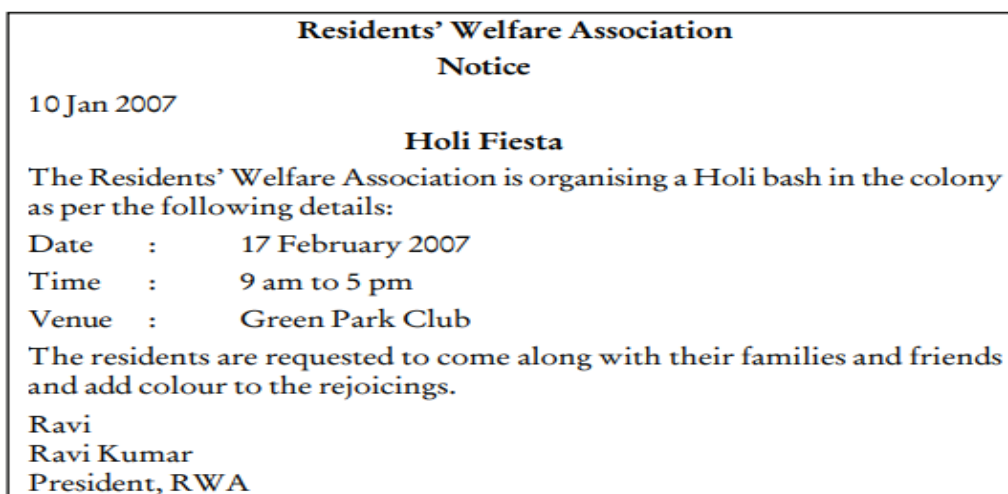 Residents' Welfare Association
Notice
10 Jan 2007
Holi Fiesta
The Residents' Welfare Association is organising a Holi bash in the colony
as per the following details:
Date : 17 February 2007
Time : 9 am to 5 pm
Venue : Green Park Club
The residents are requested to come along with their families and friends
and add colour to the rejoicings.
Ravi
Ravi Kumar
President, RWA